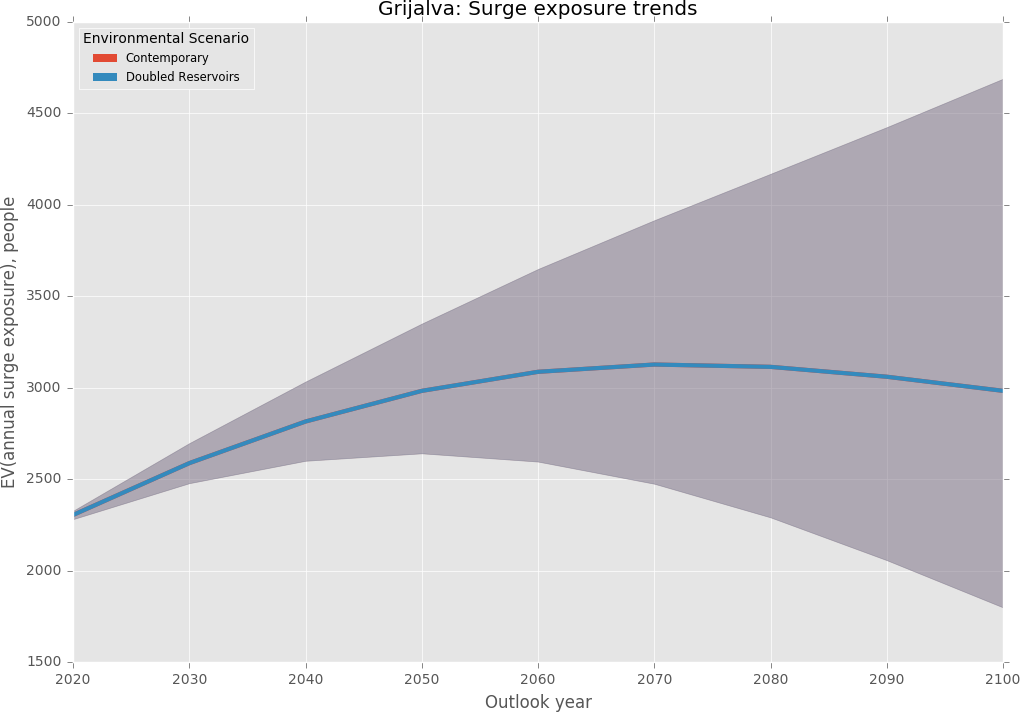 Grijalva: Surge exposure trends
Environmental Scenario
Contemporary
Doubled Reservoirs
EV(annual surge exposure), people
5000
4500
4000
3500
3000
2500
2000
1500
2020 2030 2040 2050 2060 2070 2080 2090 2100
Outlook year